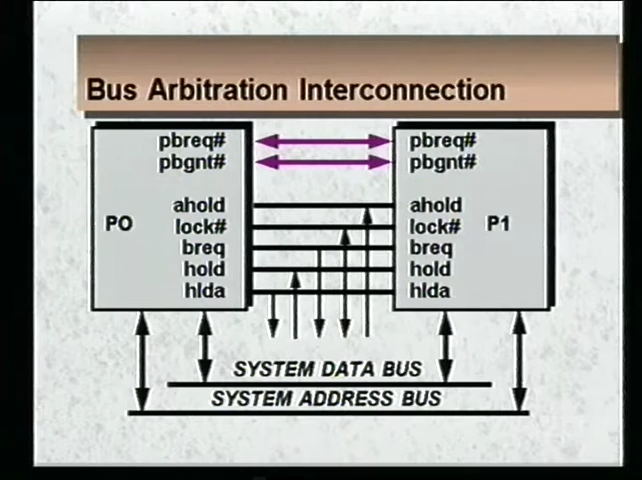 Bus Arbitration Interconnection
pbreq# pbreq#
pbgnt# pbgnt#
ahold ahold
PO lock# lock# P1
breq breq
hold hold
hlda hlda
SYSTEM DATA BUS
SYSTEM ADDRESS BUS